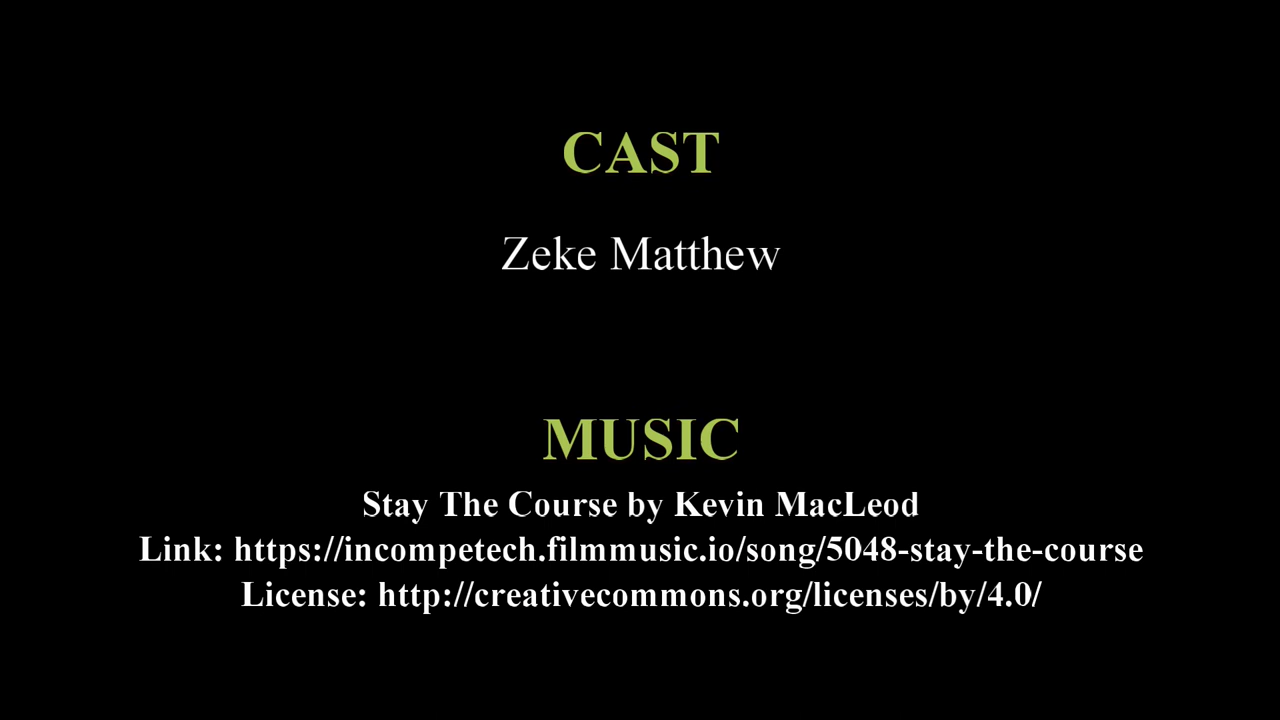 CAST
Zeke Matthew
MUSIC
Stay The Course by Kevin MacLeod
Link: https://incompetech.filmmusic.io/song/5048-stay-the-course
License: http://creativecommons.org/licenses/by/4.0/